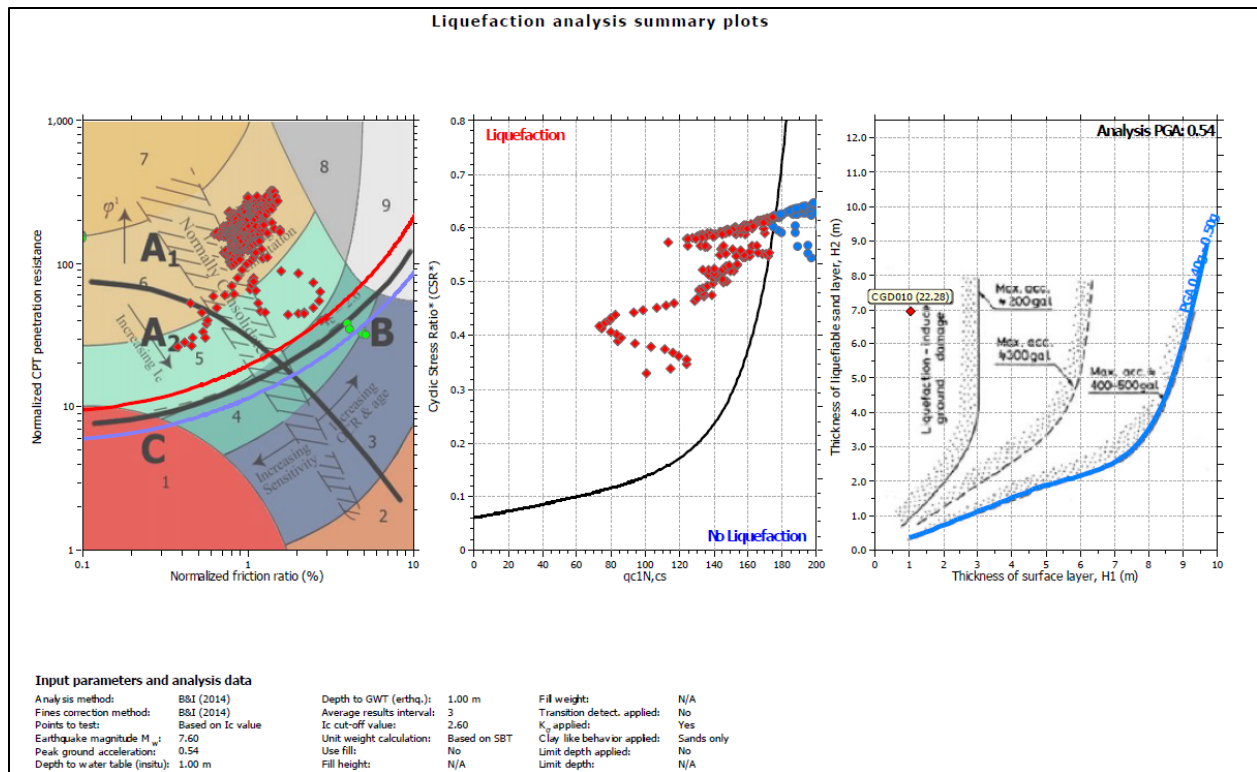 Liquefaction analysis summary plots
Normalized CPT penetration resistance
1,000
100
10
1
0.1
1
10
Normalized friction ratio (%)
7
8
9
6
5
4
3
1
2
φ'
A1
A2
B
C
Normally Consolidated
Increasing Ic
Increasing OCR & age
Increasing Sensitivity
Cyclic Stress Ratio* (CSR*)
0.8
0.7
0.6
0.5
0.4
0.3
0.2
0.1
0
0
20
40
60
80
100
120
140
160
180
200
qc1N,cs
Liquefaction
No Liquefaction
Thickness of liquefiable sand layer, H2 (m)
12.0
11.0
10.0
9.0
8.0
7.0
6.0
5.0
4.0
3.0
2.0
1.0
0.0
0
1
2
3
4
5
6
7
8
9
10
Thickness of surface layer, H1 (m)
Analysis PGA: 0.54
PGA 0.40g - 0.50g
CGD010 (22.28)
Liquefaction-induced
ground damage
Max. acc.
≒200gal
Max. acc.
≒300gal
Max. acc. ≒
400-500gal
Input parameters and analysis data
Analysis method: B&I (2014)
Fines correction method: B&I (2014)
Points to test: Based on Ic value
Earthquake magnitude Mw: 7.60
Peak ground acceleration: 0.54
Depth to water table (insitu): 1.00 m
Depth to GWT (erthq.): 1.00 m
Average results interval: 3
Ic cut-off value: 2.60
Unit weight calculation: Based on SBT
Use fill: No
Fill height: N/A
Fill weight: N/A
Transition detect. applied: No
Kσ applied: Yes
Clay like behavior applied: Sands only
Limit depth applied: No
Limit depth: N/A